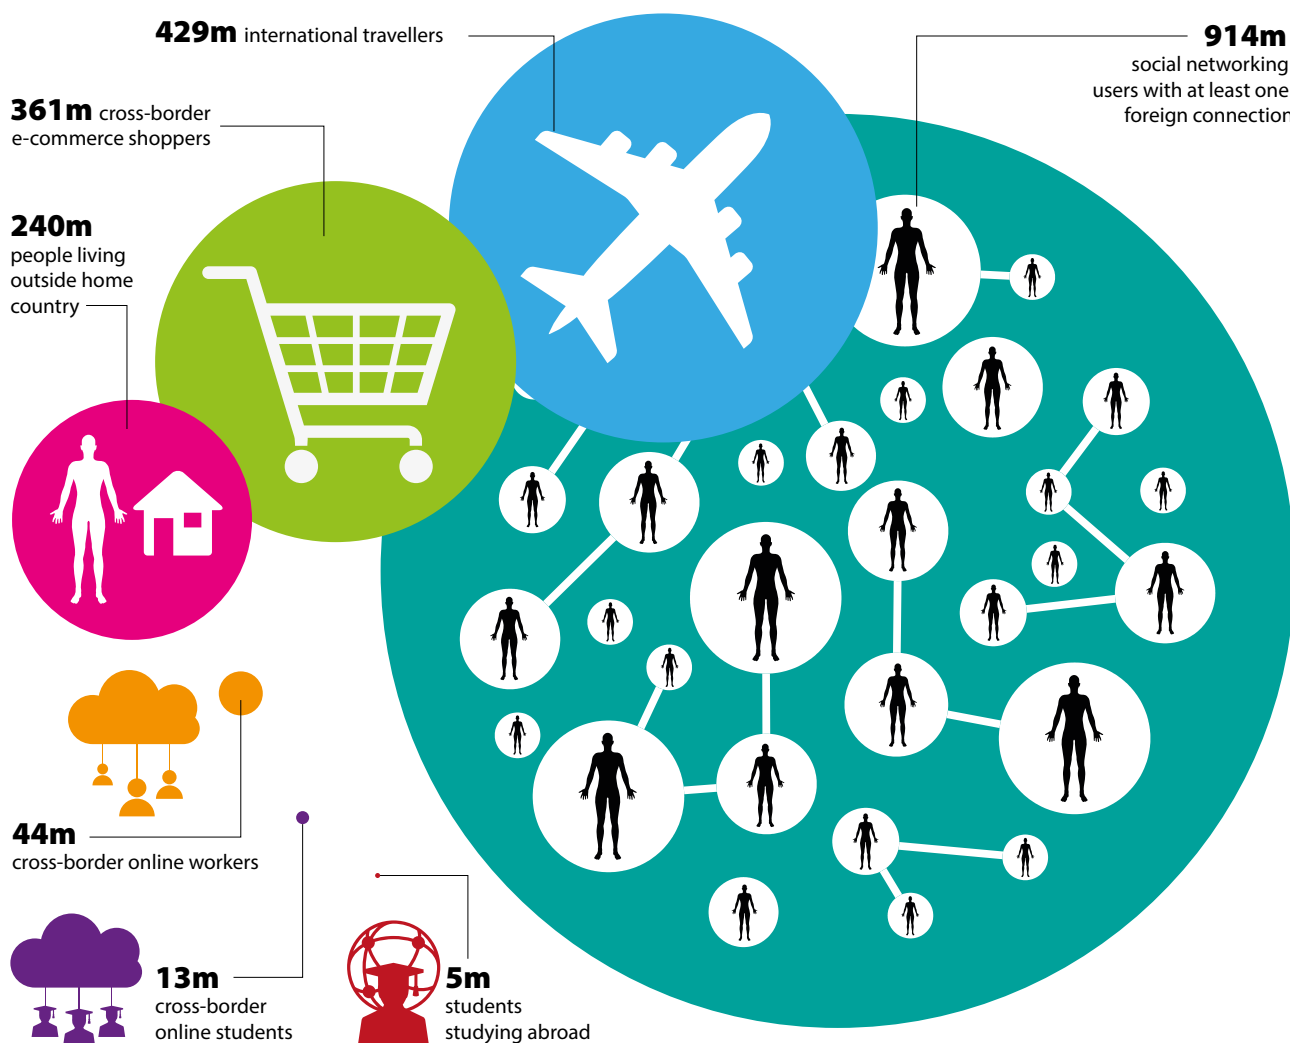 429m international travellers
914m
social networking
users with at least one
foreign connection
361m cross-border
e-commerce shoppers
240m
people living
outside home
country
44m
cross-border online workers
13m
cross-border
online students
5m
students
studying abroad